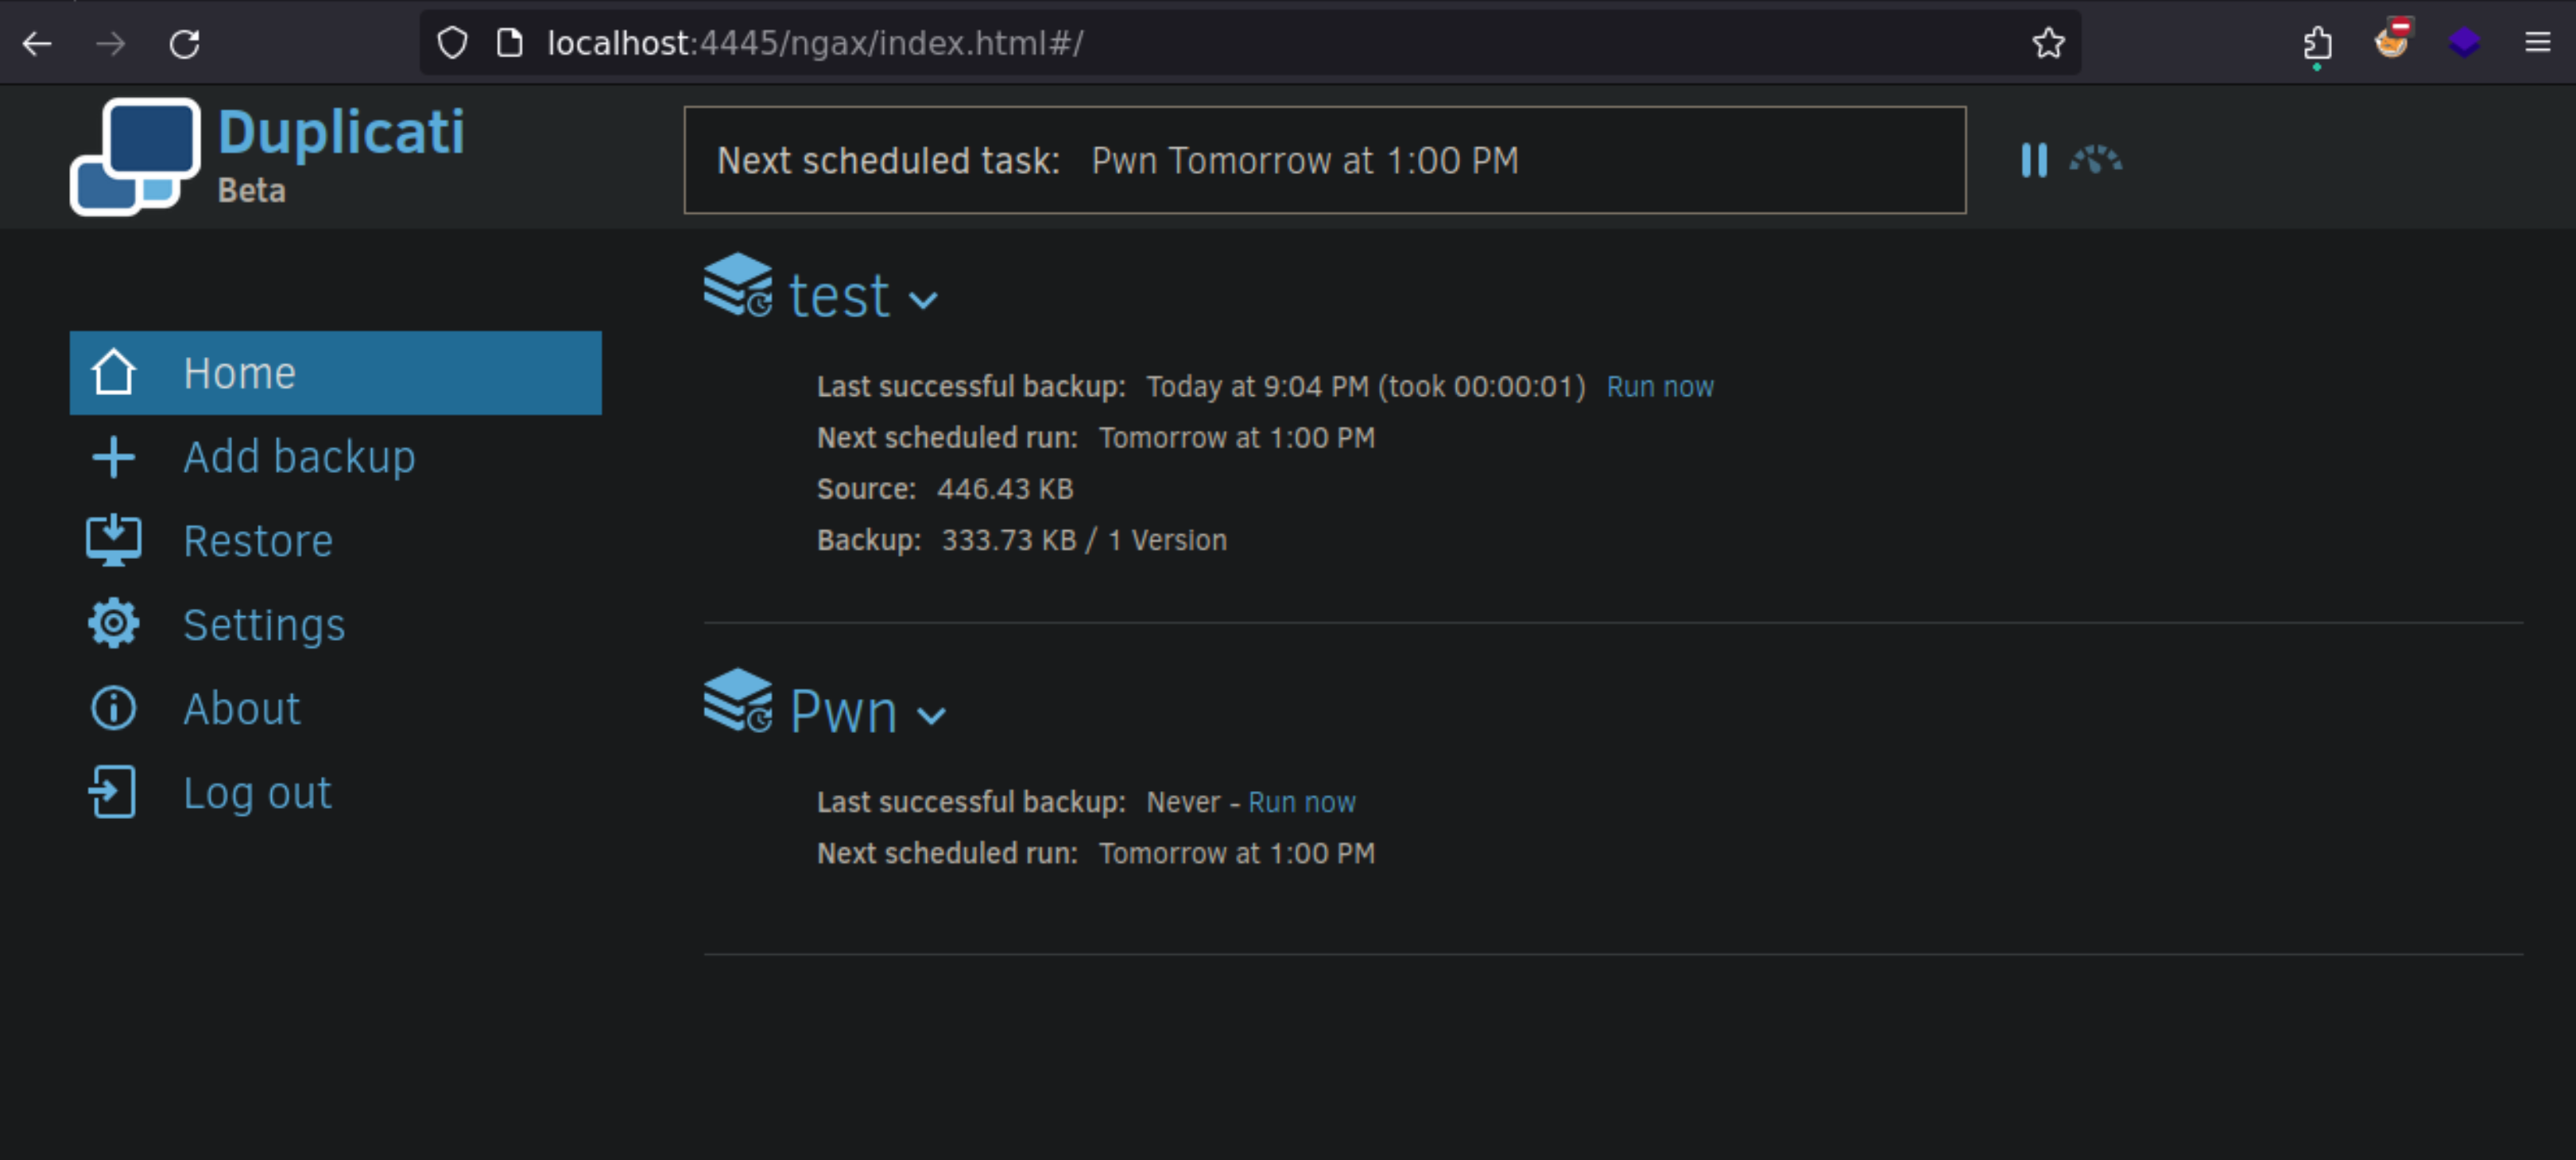 localhost:4445/ngax/index.html#/
Duplicati
Beta
Next scheduled task: Pwn Tomorrow at 1:00 PM
Home
Add backup
Restore
Settings
About
Log out
test
Last successful backup: Today at 9:04 PM (took 00:00:01) Run now
Next scheduled run: Tomorrow at 1:00 PM
Source: 446.43 KB
Backup: 333.73 KB / 1 Version
Pwn
Last successful backup: Never - Run now
Next scheduled run: Tomorrow at 1:00 PM